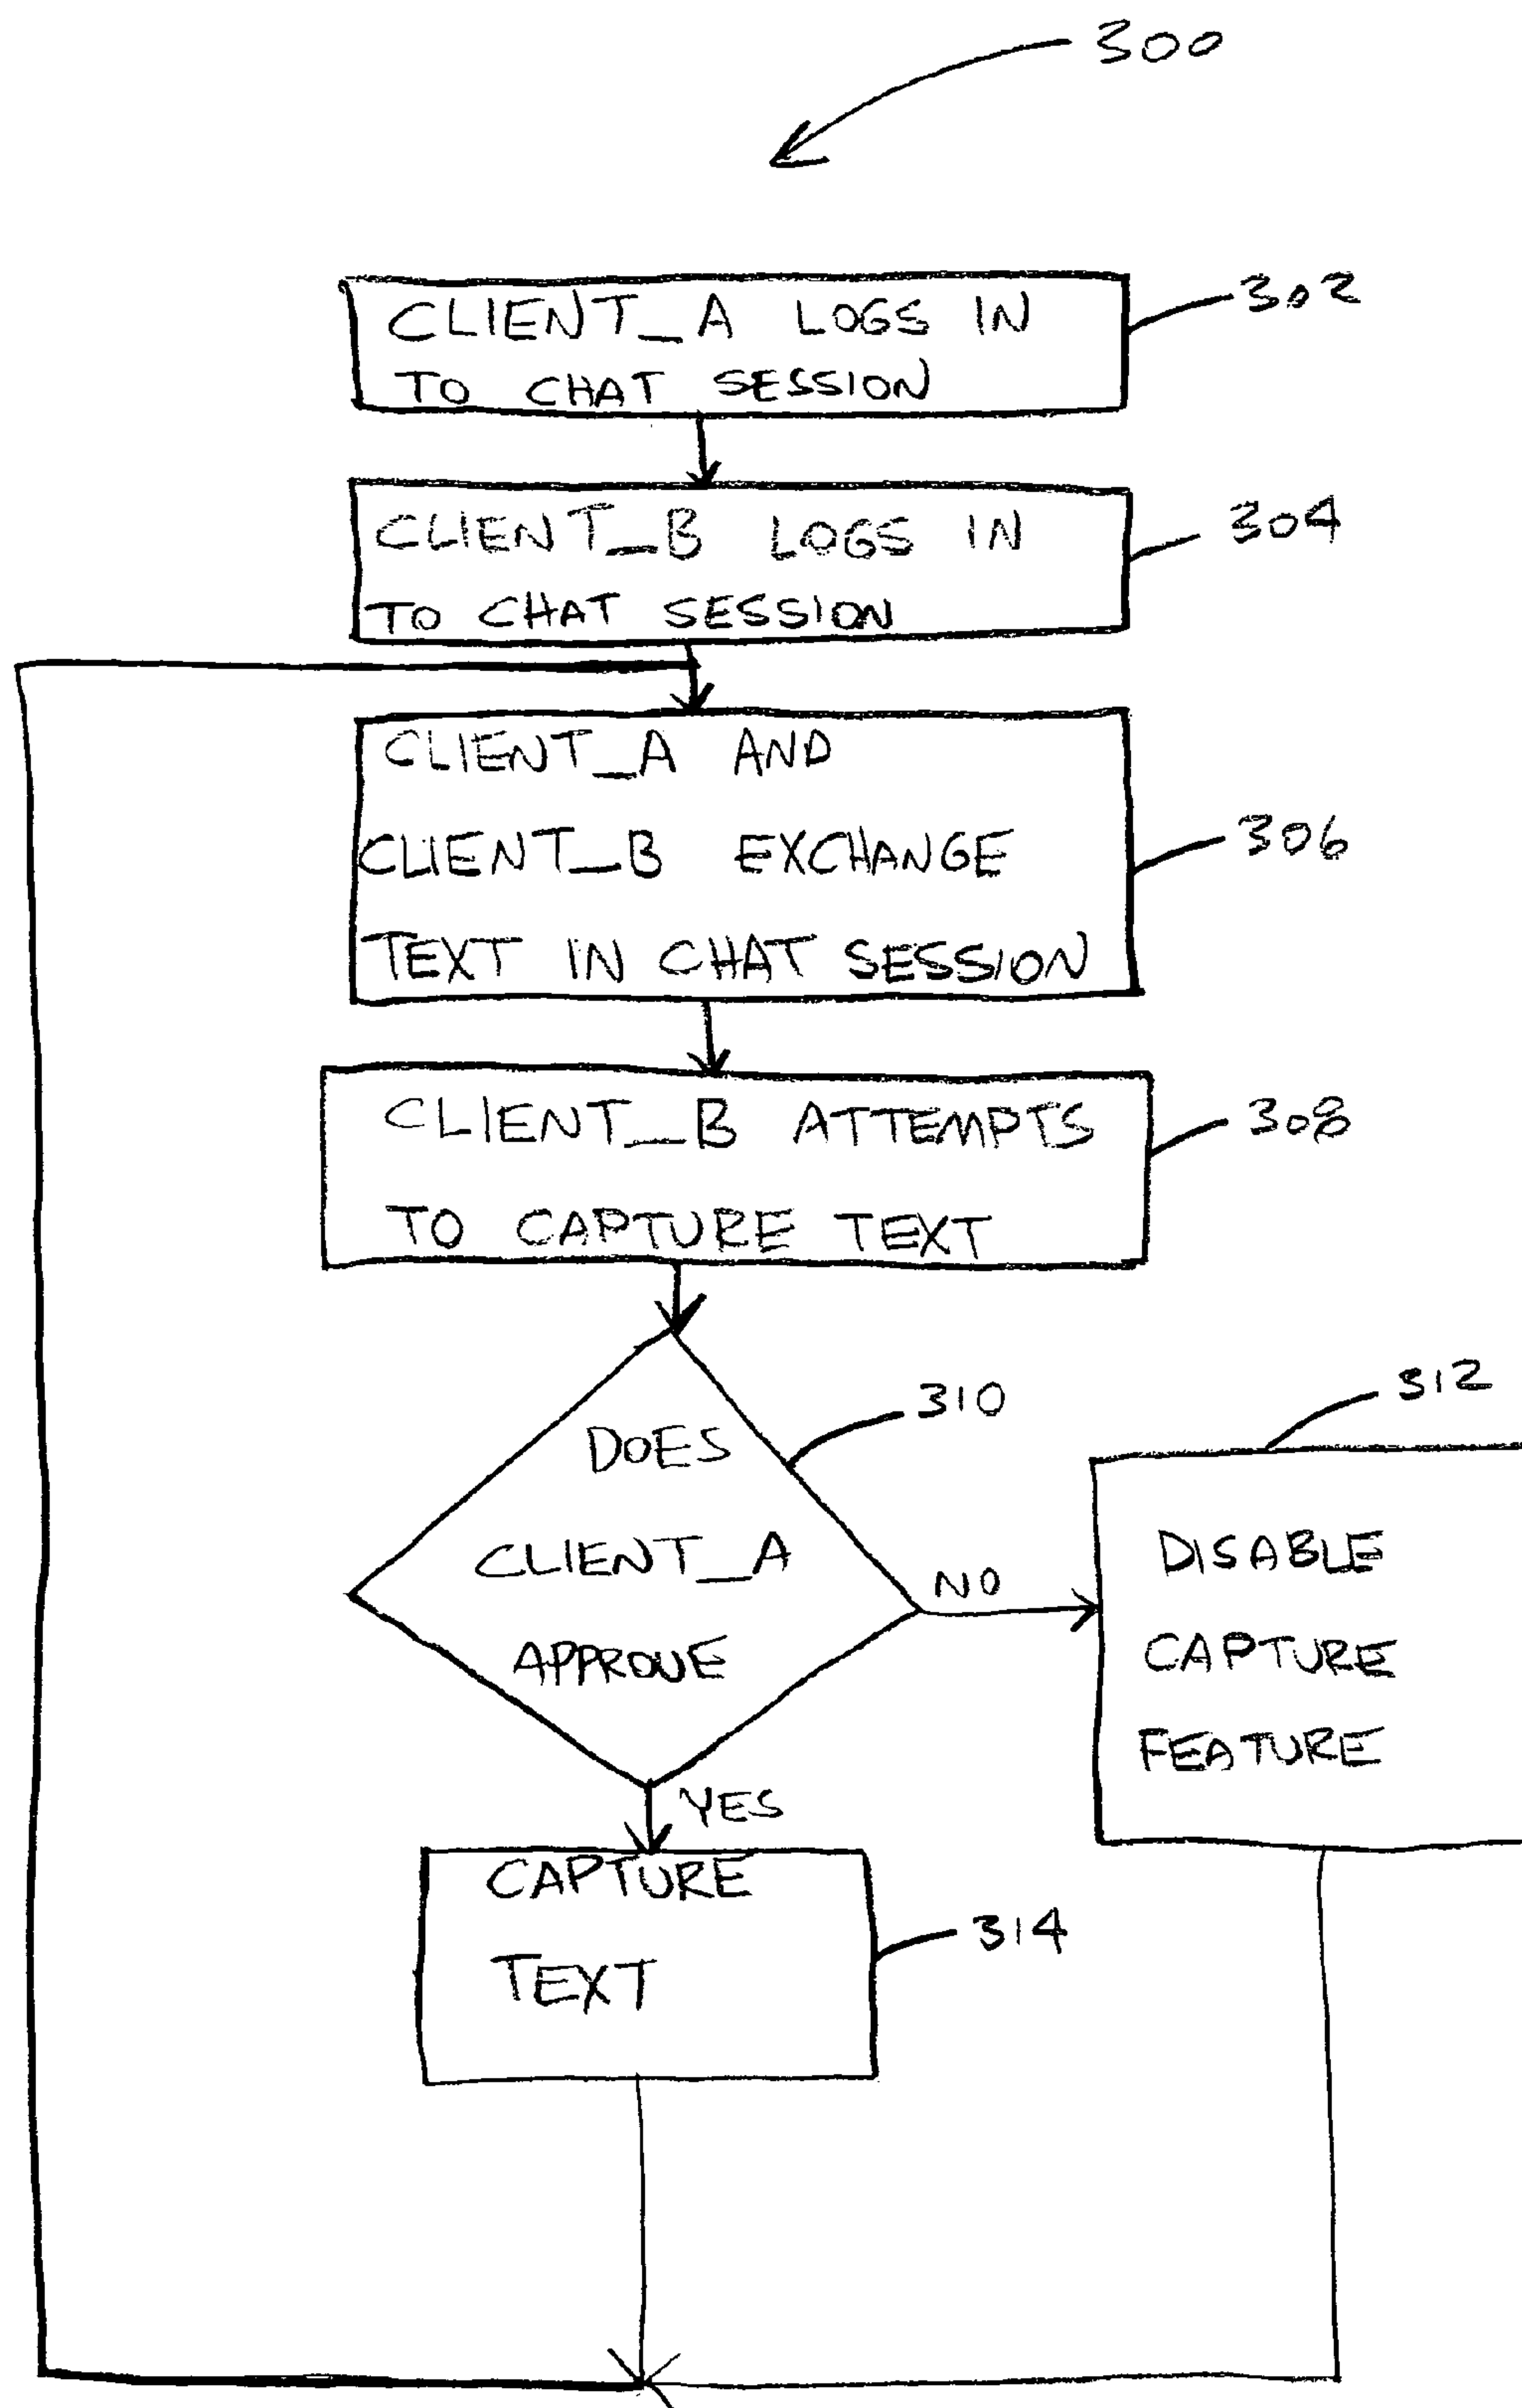 300
CLIENT_A LOGS IN
TO CHAT SESSION
302
CLIENT_B LOGS IN
TO CHAT SESSION
304
CLIENT_A AND
CLIENT_B EXCHANGE
TEXT IN CHAT SESSION
306
CLIENT_B ATTEMPTS
TO CAPTURE TEXT
308
DOES
CLIENT_A
APPROVE
310
NO
312
DISABLE
CAPTURE
FEATURE
YES
CAPTURE
TEXT
314